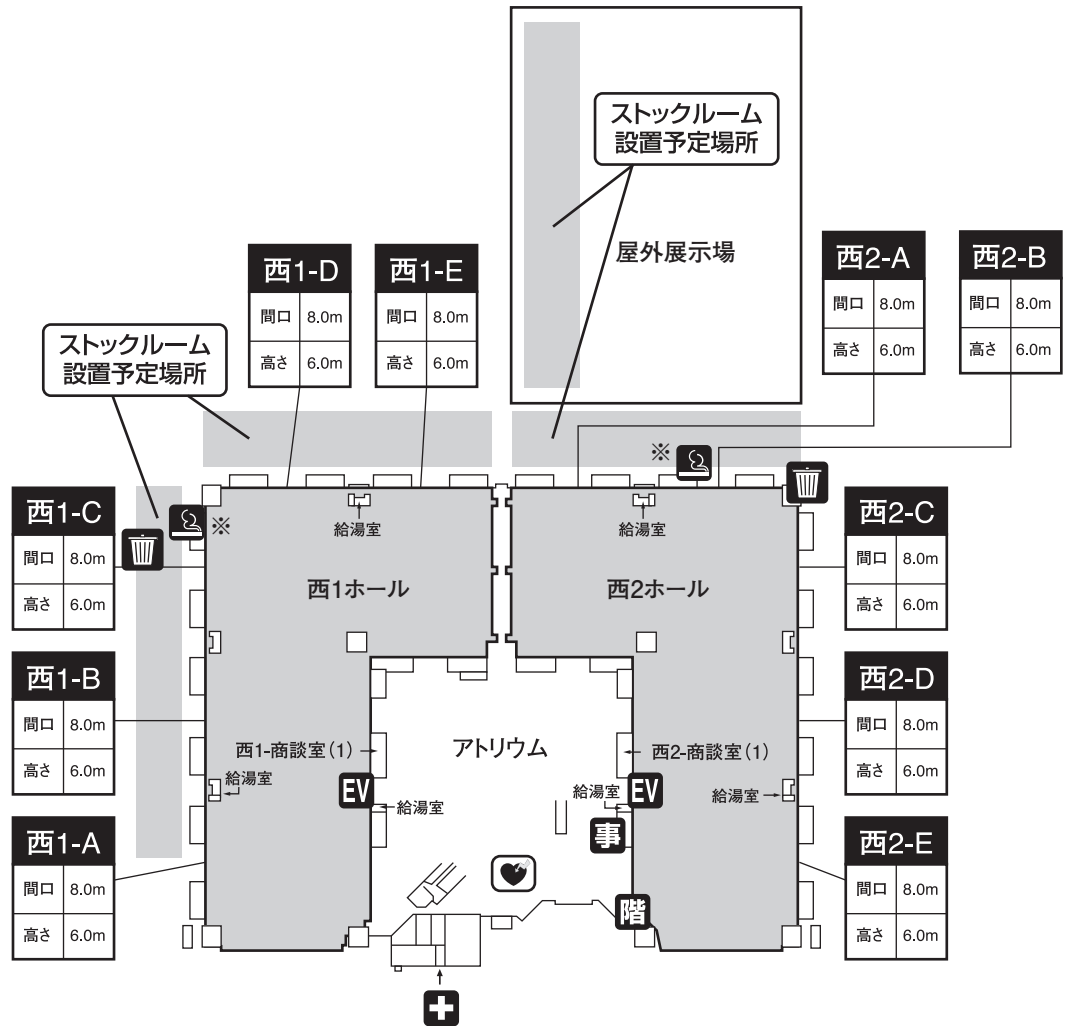 ストックルーム
設置予定場所
屋外展示場
西1-D
間口 8.0m
高さ 6.0m
西1-E
間口 8.0m
高さ 6.0m
西2-A
間口 8.0m
高さ 6.0m
西2-B
間口 8.0m
高さ 6.0m
ストックルーム
設置予定場所
※
※
西1-C
間口 8.0m
高さ 6.0m
給湯室
給湯室
西2-C
間口 8.0m
高さ 6.0m
西1ホール
西2ホール
西1-B
間口 8.0m
高さ 6.0m
西2-D
間口 8.0m
高さ 6.0m
西1-商談室(1)
アトリウム
西2-商談室(1)
給湯室
EV
給湯室
給湯室
EV
給湯室
事
西1-A
間口 8.0m
高さ 6.0m
西2-E
間口 8.0m
高さ 6.0m
階